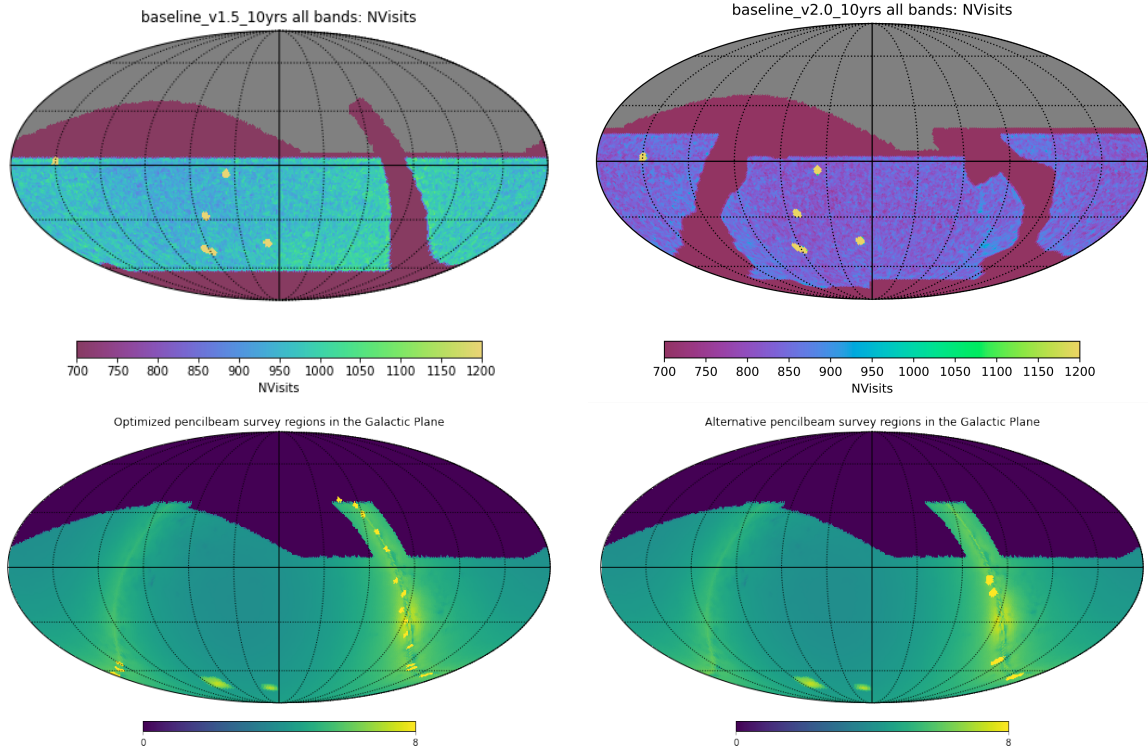 baseline_v1.5_10yrs all bands: NVisits
700 750 800 850 900 950 1000 1050 1100 1150 1200
NVisits
baseline_v2.0_10yrs all bands: NVisits
700 750 800 850 900 950 1000 1050 1100 1150 1200
NVisits
Optimized pencilbeam survey regions in the Galactic Plane
0 8
Alternative pencilbeam survey regions in the Galactic Plane
0 8